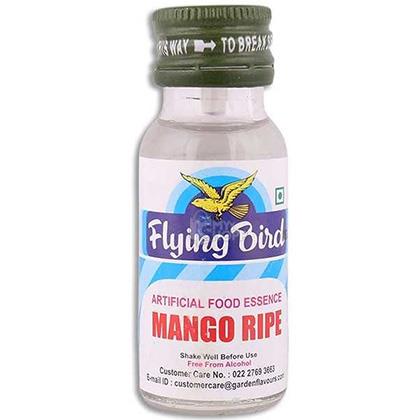 THIS WAY TO BREAK
Flying Bird
ARTIFICIAL FOOD ESSENCE
MANGO RIPE
Shake Well Before Use
Free From Alcohol
Customer Care No. : 022 2769 3663
E-mail ID : customercare@gardenflavours.com